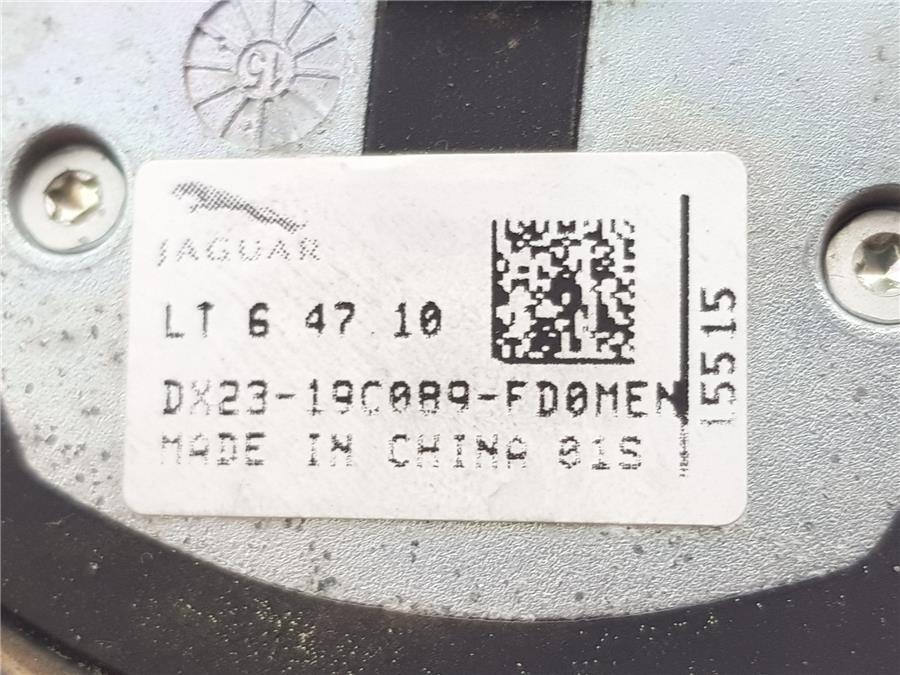 15
JAGUAR
LT 6 47 10
DX23-19C089-FD0MEN
MADE IN CHINA 01S
15515